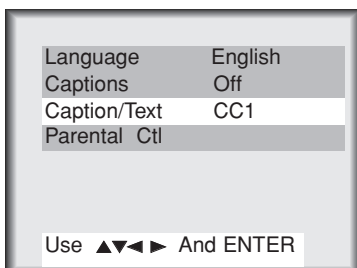 Language English
Captions Off
Caption/Text CC1
Parental Ctl
Use ▲▼◄ ► And ENTER